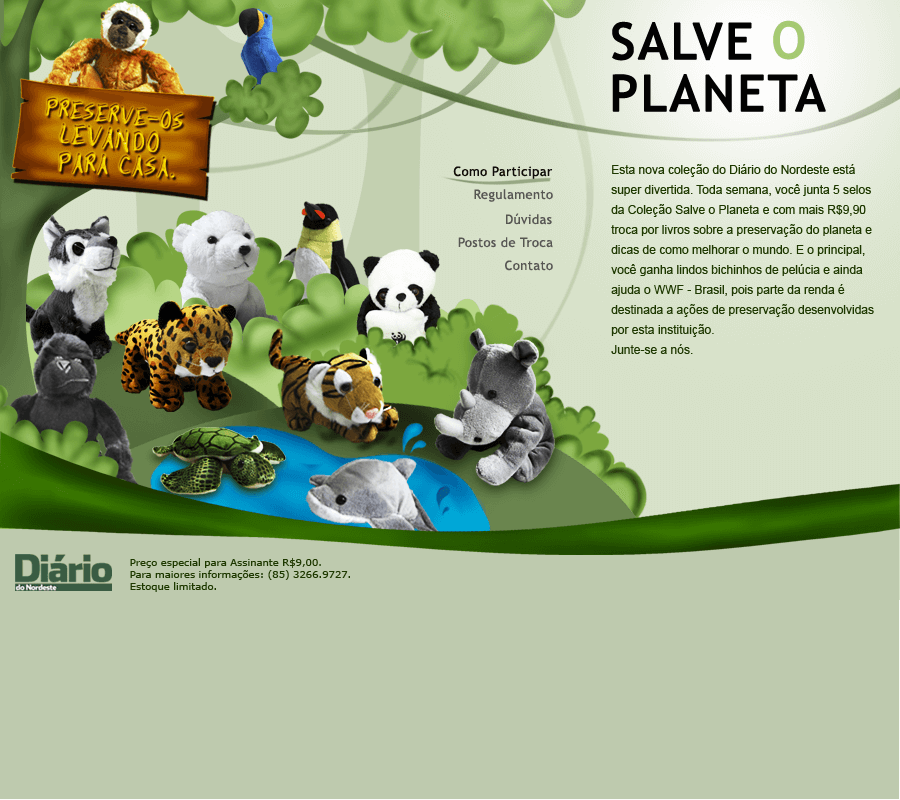 SALVE O
PLANETA
PRESERVE-OS
LEVANDO
PARA CASA.
Como Participar
Regulamento
Dúvidas
Postos de Troca
Contato
Esta nova coleção do Diário do Nordeste está
super divertida. Toda semana, você junta 5 selos
da Coleção Salve o Planeta e com mais R$9,90
troca por livros sobre a preservação do planeta e
dicas de como melhorar o mundo. E o principal,
você ganha lindos bichinhos de pelúcia e ainda
ajuda o WWF - Brasil, pois parte da renda é
destinada a ações de preservação desenvolvidas
por esta instituição.
Junte-se a nós.
Diário
do Nordeste
Preço especial para Assinante R$9,00.
Para maiores informações: (85) 3266.9727.
Estoque limitado.